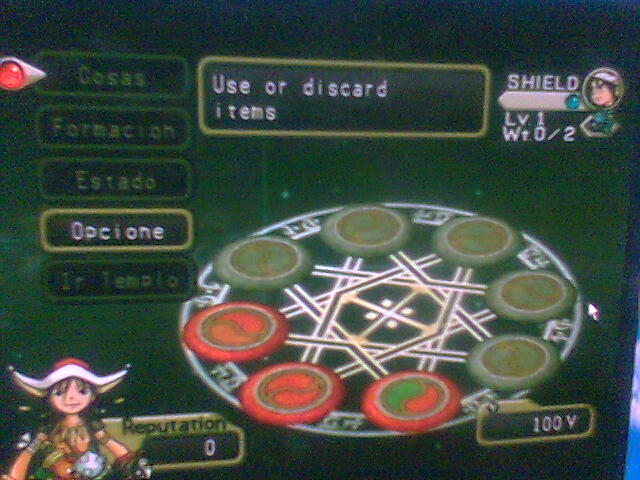 Cosas
Formacion
Estado
Opcione
Ir Templo
Use or discard
items
SHIELD
Lv.1
Wt.0/2
Reputation
0
100V